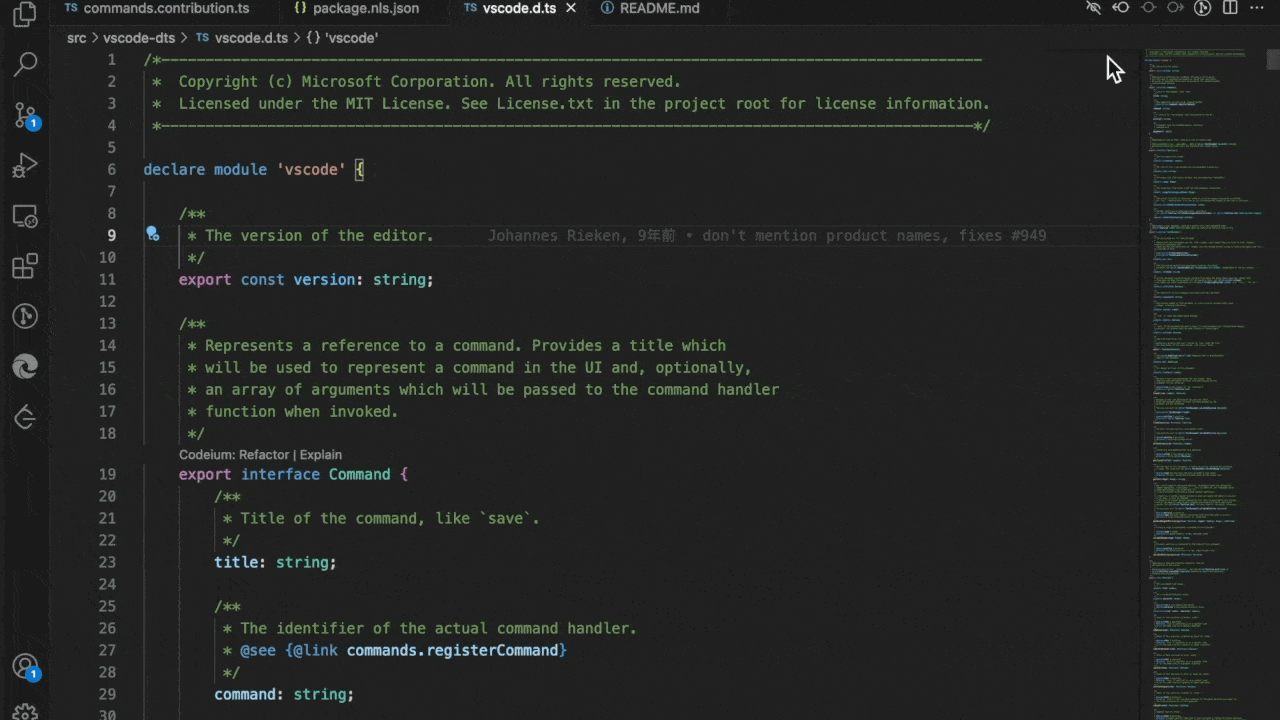 commands.contribution.ts {} package.nls.json TS vscode.d.ts × README.md
src > vscode-dts > TS vscode.d.ts > {} 'vscode'
1 /*---------------------------------------------------------------------------------------------
2 * Copyright (c) Microsoft Corporation. All rights reserved.
3 * Licensed under the MIT License. See License.txt in the project root for license information.
4 *--------------------------------------------------------------------------------------------*/
5
6 declare module 'vscode' {
7
8 /**
9 * The version of the editor. Rieken, 9年前 • don't mention product names, fixes #949
10 */
11 export const version: string;
12
13 /**
14 * Represents a reference to a command. Provides a title which
15 * will be used to represent a command in the UI and, optionally,
16 * an array of arguments which will be passed to the command handler
17 * function when invoked.
18 */
Codeium: Refactor | Explain
19 export interface Command {
20 /**
21 * Title of the command, like `save`.
22 */
23 title: string;
24
25 /**
26 * The identifier of the actual command handler.
27 * @see {@link commands.registerCommand}
28 */
29 command: string;
30
1
1